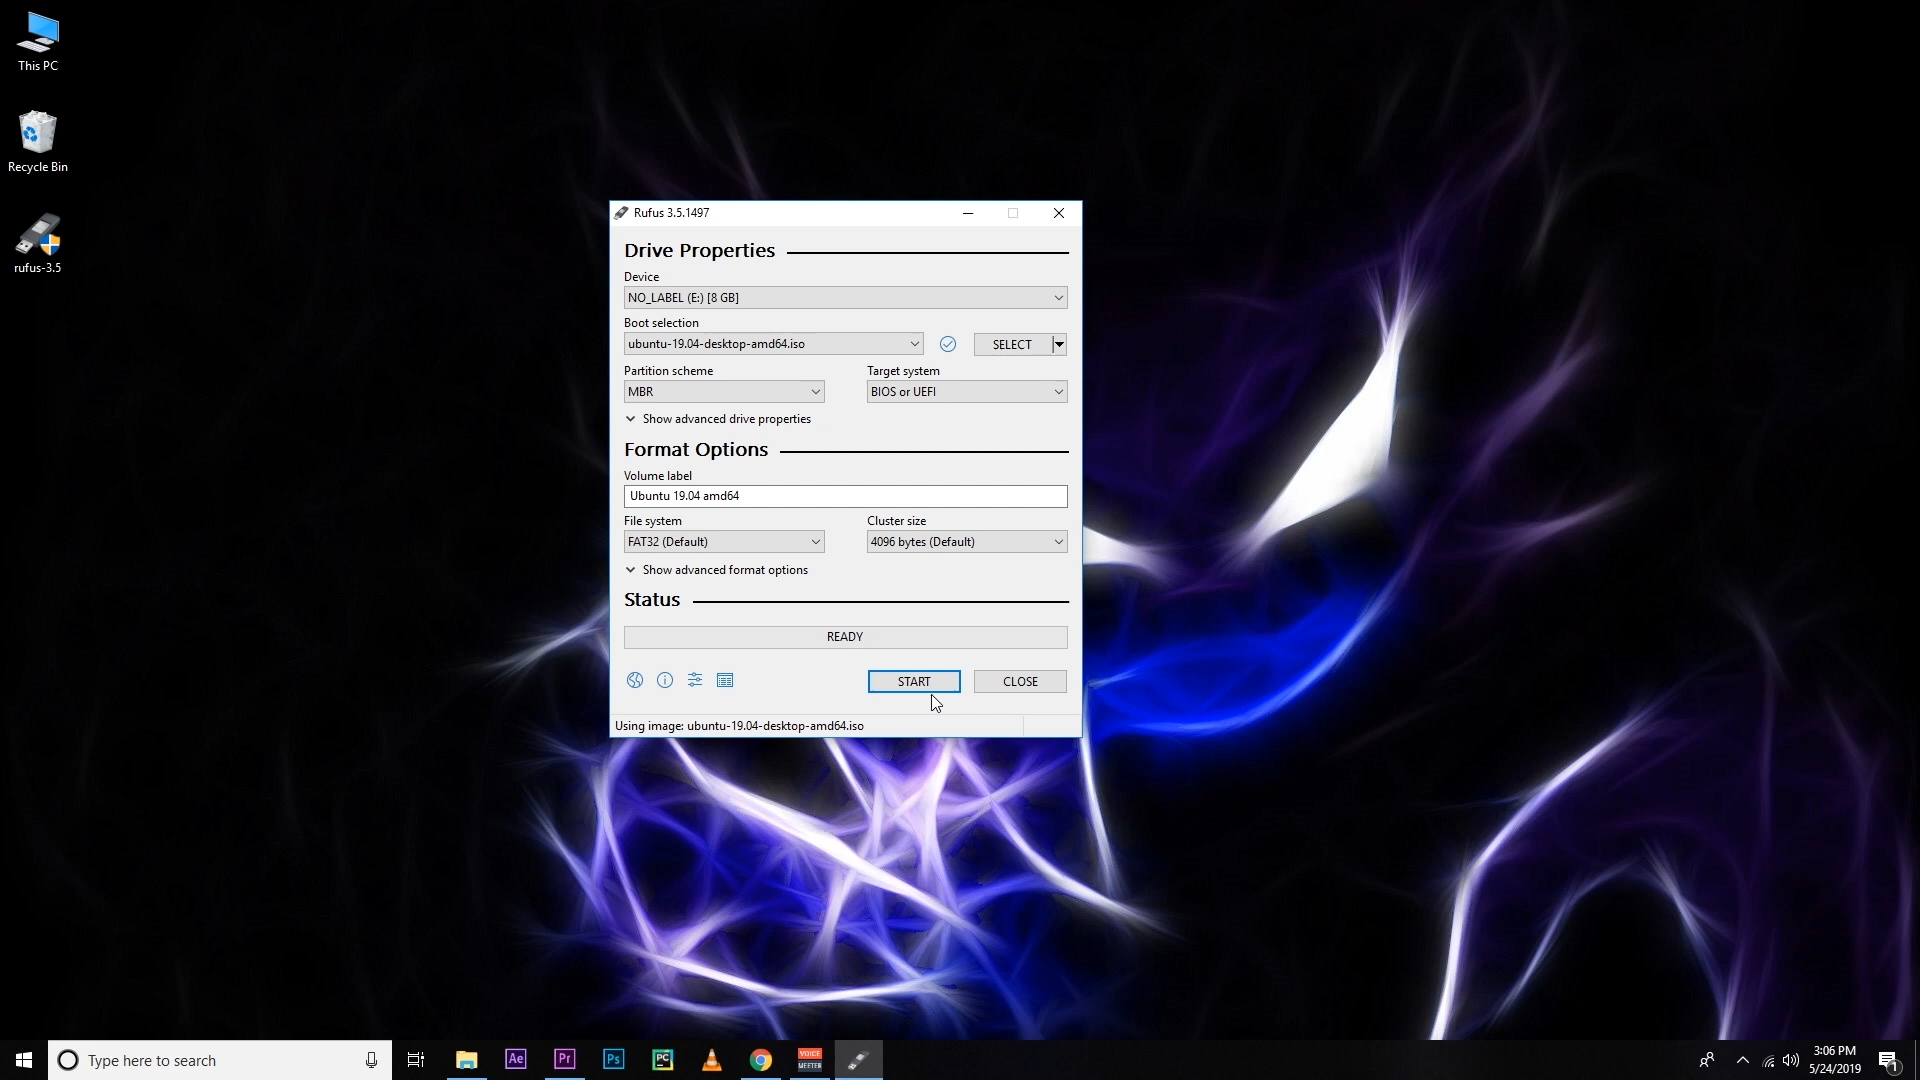 This PC
Recycle Bin
rufus-3.5
Rufus 3.5.1497
Drive Properties
Device
NO_LABEL (E:) [8 GB]
Boot selection
ubuntu-19.04-desktop-amd64.iso
SELECT
Partition scheme
Target system
MBR
BIOS or UEFI
Show advanced drive properties
Format Options
Volume label
Ubuntu 19.04 amd64
File system
Cluster size
FAT32 (Default)
4096 bytes (Default)
Show advanced format options
Status
READY
START
CLOSE
Using image: ubuntu-19.04-desktop-amd64.iso
Type here to search
Ae
Pr
Ps
PC
VOICE
MEETER
3:06 PM
5/24/2019
1